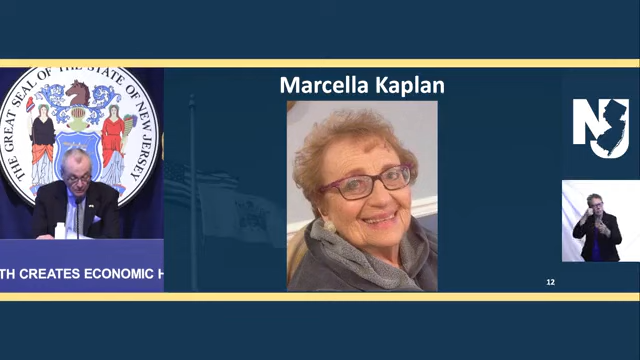 Marcella Kaplan
THE GREAT SEAL OF THE STATE OF NEW JERSEY
NJ
TH CREATES ECONOMIC H
12